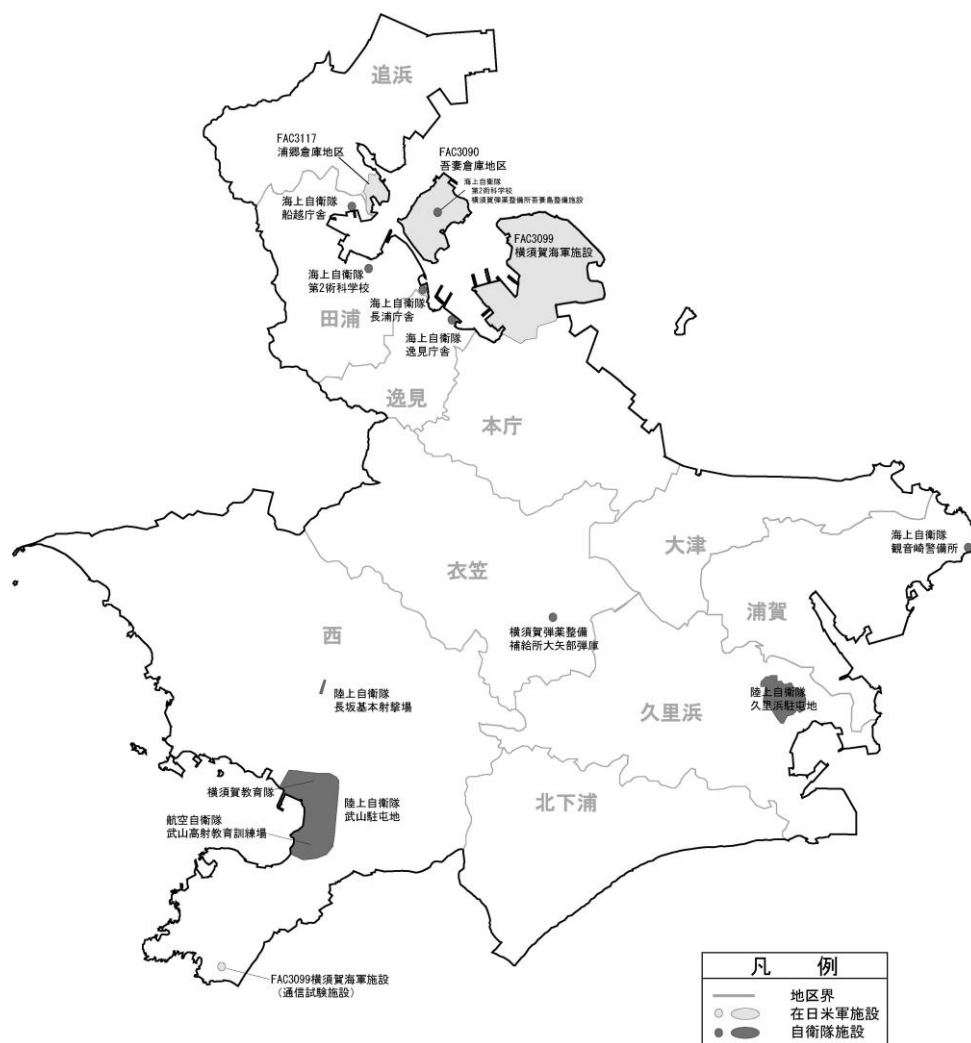 追浜
FAC3117
浦郷倉庫地区
FAC3090
吾妻倉庫地区
海上自衛隊
第2術科学校
横須賀弾薬整備所吾妻島整備施設
海上自衛隊
船越庁舎
FAC3099
横須賀海軍施設
海上自衛隊
第2術科学校
海上自衛隊
長浦庁舎
田浦
海上自衛隊
逸見庁舎
逸見
本庁
大津
海上自衛隊
観音崎警備所
衣笠
浦賀
西
横須賀弾薬整備
補給所大矢部弾庫
陸上自衛隊
長坂基本射撃場
久里浜
陸上自衛隊
久里浜駐屯地
横須賀教育隊
陸上自衛隊
武山駐屯地
北下浦
航空自衛隊
武山高射教育訓練場
FAC3099横須賀海軍施設
(通信試験施設)
凡 例
地区界
在日米軍施設
自衛隊施設